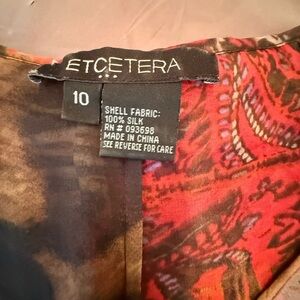 ETCETERA
10
SHELL FABRIC:
100% SILK
RN # 093698
MADE IN CHINA
SEE REVERSE FOR CARE